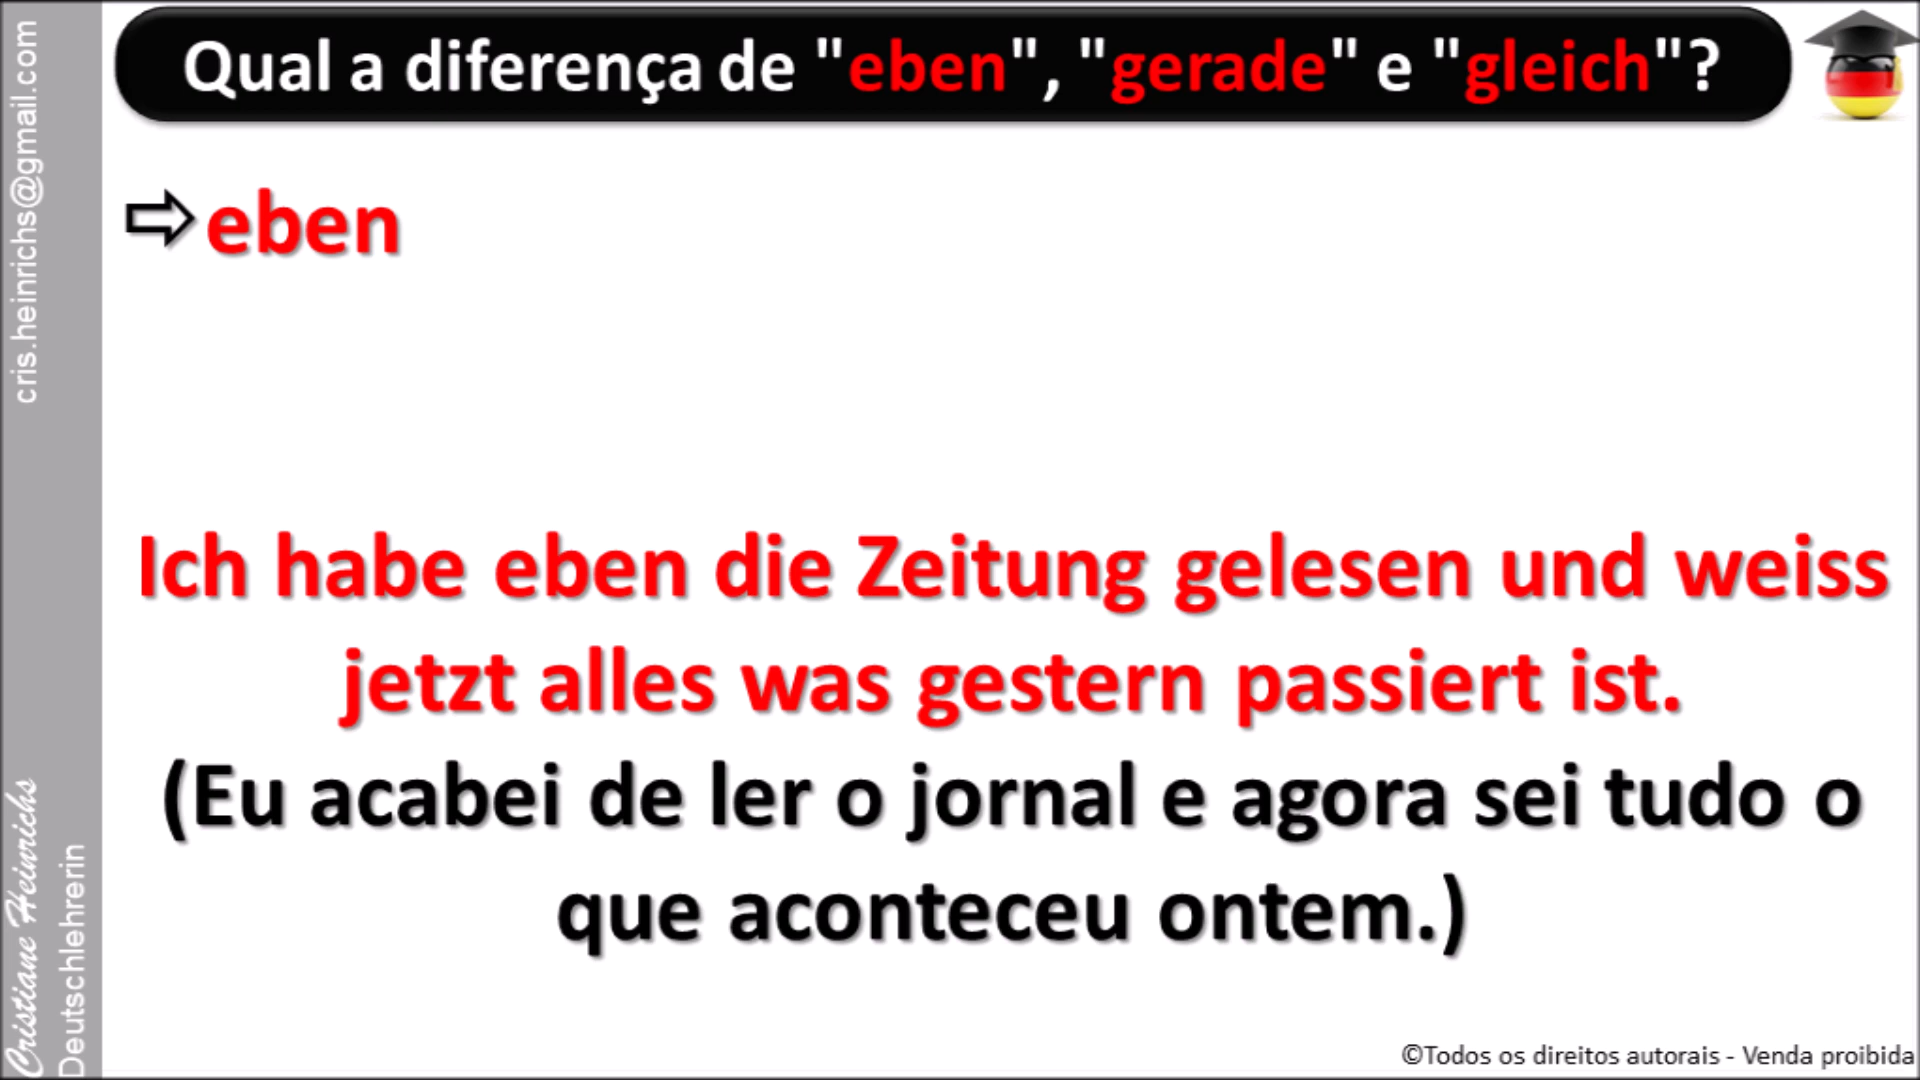 Qual a diferença de "eben", "gerade" e "gleich"?
⇨eben
Ich habe eben die Zeitung gelesen und weiss
jetzt alles was gestern passiert ist.
(Eu acabei de ler o jornal e agora sei tudo o
que aconteceu ontem.)
cris.heinrichs@gmail.com
Cristiane Heinrichs
Deutschlehrerin
©Todos os direitos autorais - Venda proibida